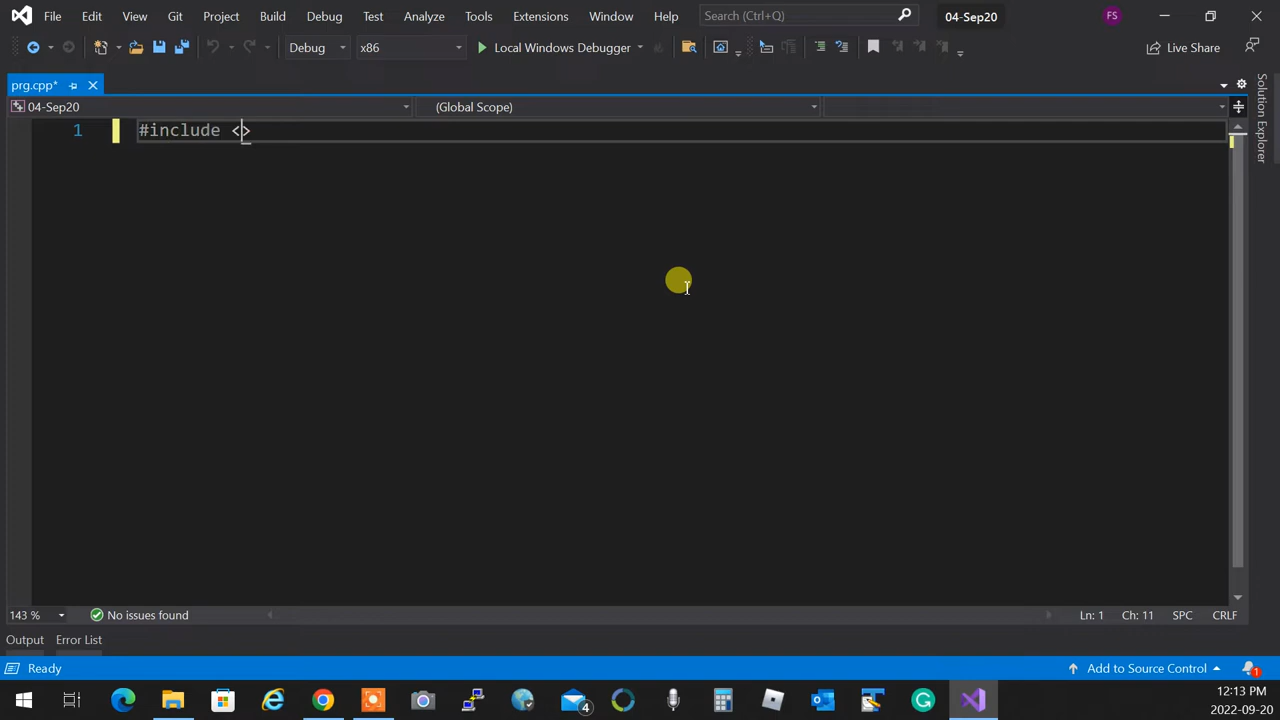 File Edit View Git Project Build Debug Test Analyze Tools Extensions Window Help Search (Ctrl+Q) 04-Sep20 FS
Debug x86 Local Windows Debugger Live Share
prg.cpp*
04-Sep20 (Global Scope)
Solution Explorer
1 #include <>
143 % No issues found Ln: 1 Ch: 11 SPC CRLF
Output Error List
Ready Add to Source Control 1
4
12:13 PM
2022-09-20